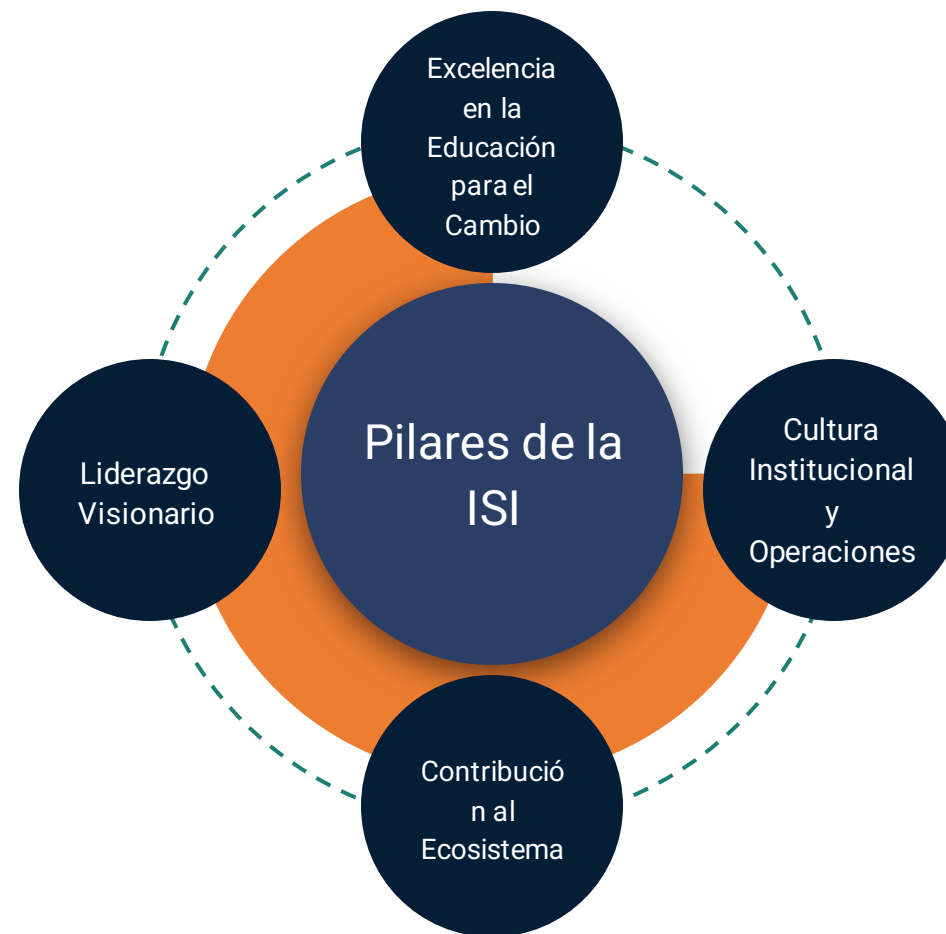 Excelencia
en la
Educación
para el
Cambio
Liderazgo
Visionario
Pilares de la
ISI
Cultura
Institucional
y
Operaciones
Contribució
n al
Ecosistema